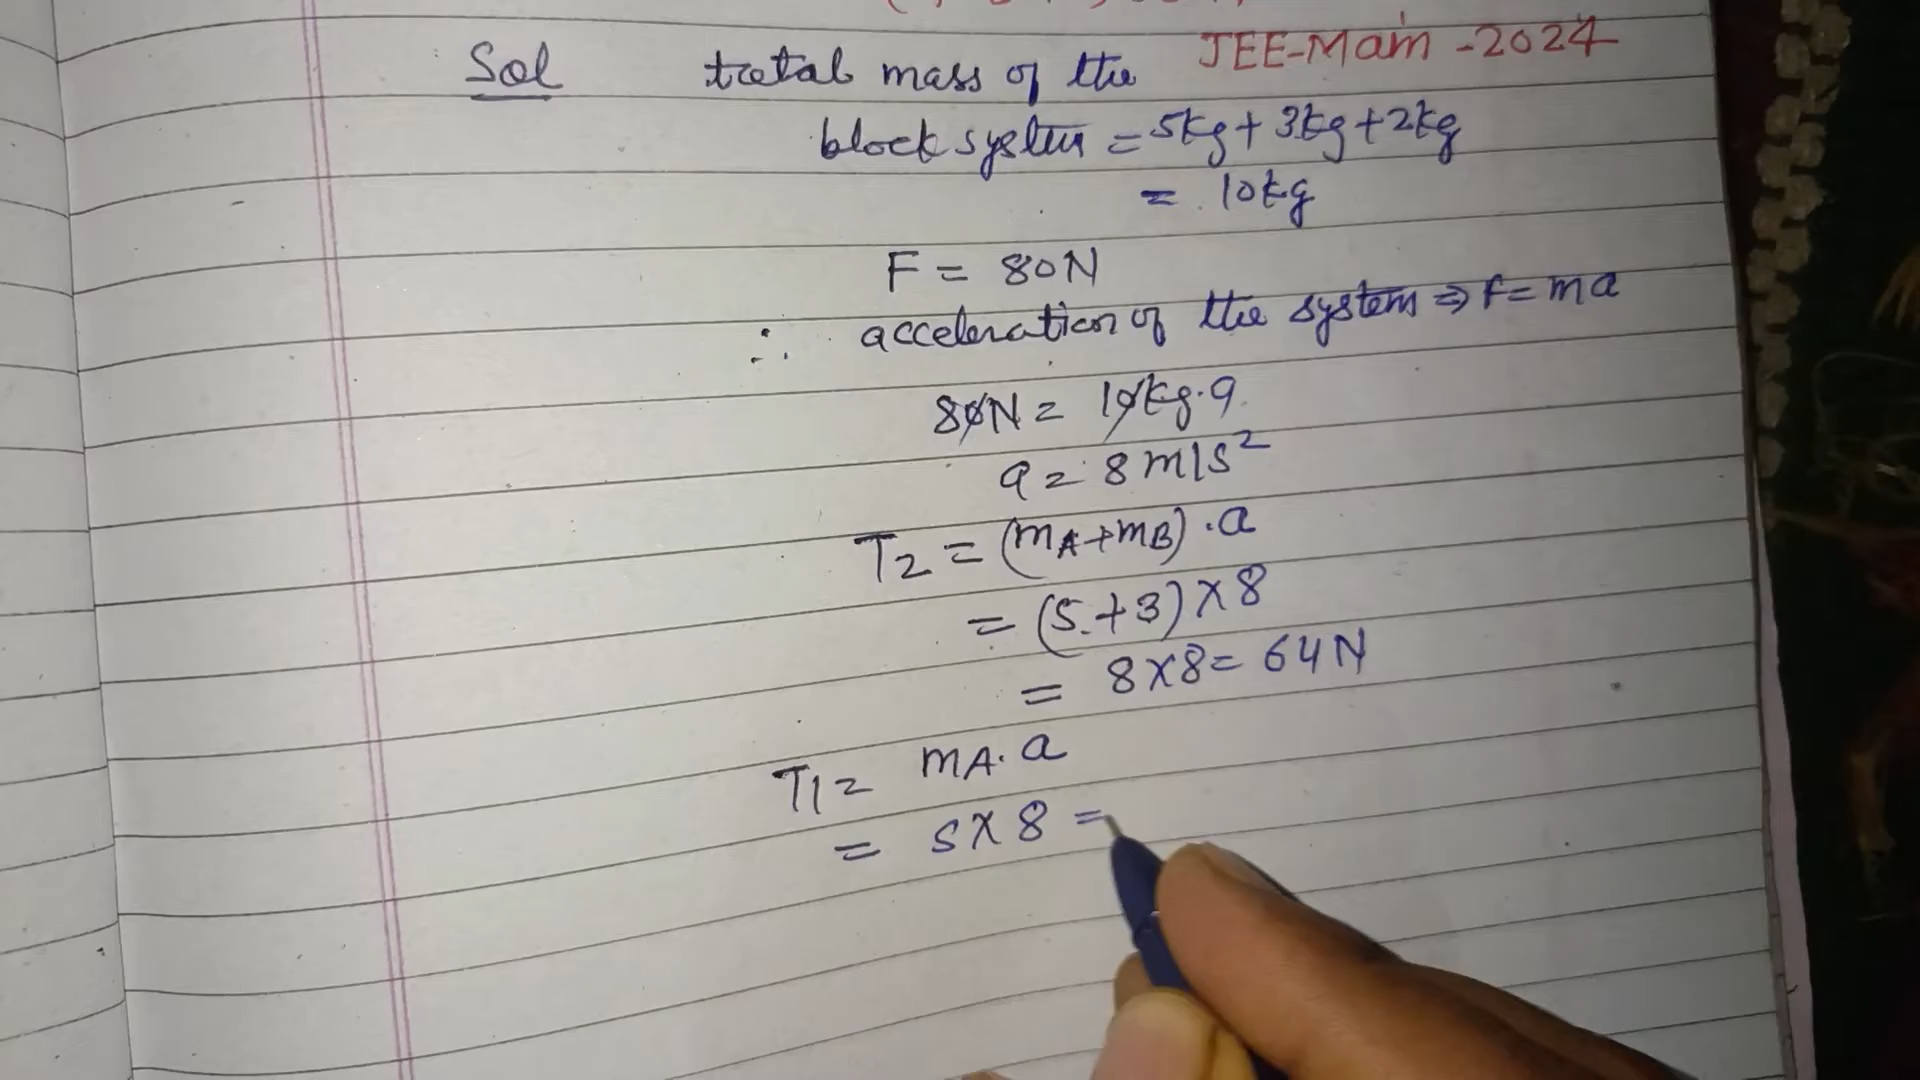 JEE-Main -2024
Sol total mass of the
block system = 5kg + 3kg + 2kg
= 10kg
F = 80N
∴ acceleration of the system ⇒ F = ma
80N = 10kg·a
a = 8 m/s²
T2 = (mA+mB)·a
= (5+3)×8
= 8×8 = 64N
T1 = mA·a
= 5×8 =